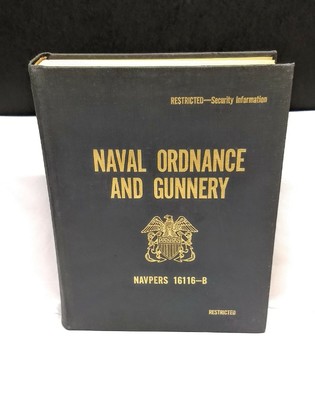 RESTRICTED—Security Information
NAVAL ORDNANCE
AND GUNNERY
NAVPERS 16116—B
RESTRICTED